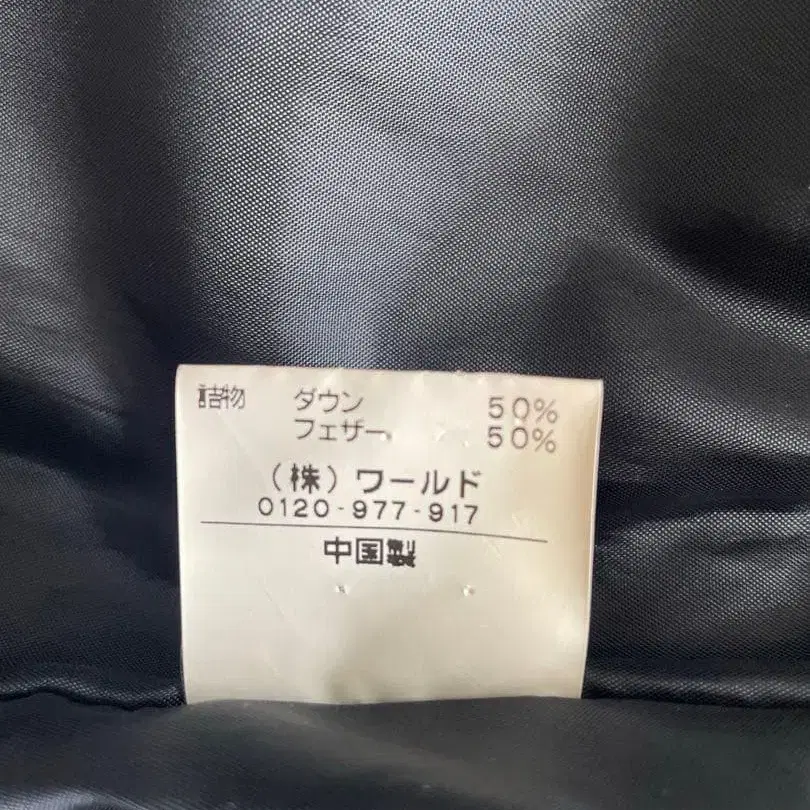 詰物 ダウン 50%
フェザー 50%
(株)ワールド
0120-977-917
中国製